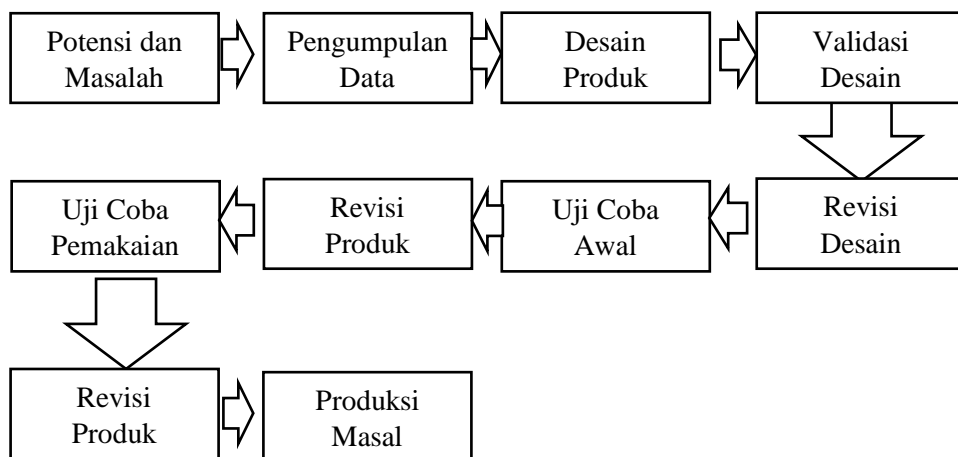 Potensi dan
Masalah
Pengumpulan
Data
Desain
Produk
Validasi
Desain
Revisi
Desain
Uji Coba
Awal
Revisi
Produk
Uji Coba
Pemakaian
Revisi
Produk
Produksi
Masal